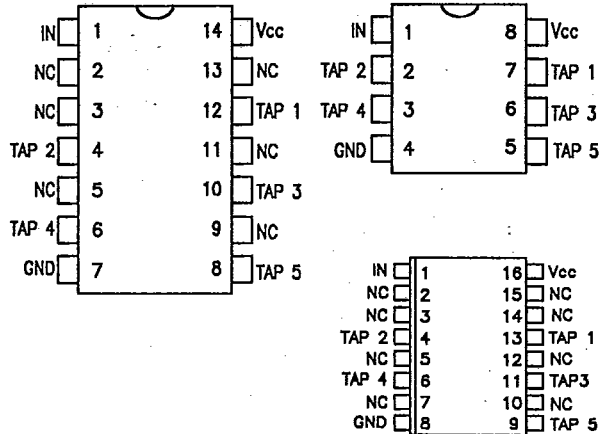 IN 1 14 Vcc
NC 2 13 NC
NC 3 12 TAP 1
TAP 2 4 11 NC
NC 5 10 TAP 3
TAP 4 6 9 NC
GND 7 8 TAP 5
IN 1 8 Vcc
TAP 2 2 7 TAP 1
TAP 4 3 6 TAP 3
GND 4 5 TAP 5
IN 1 16 Vcc
NC 2 15 NC
NC 3 14 NC
TAP 2 4 13 TAP 1
NC 5 12 NC
TAP 4 6 11 TAP3
NC 7 10 NC
GND 8 9 TAP 5